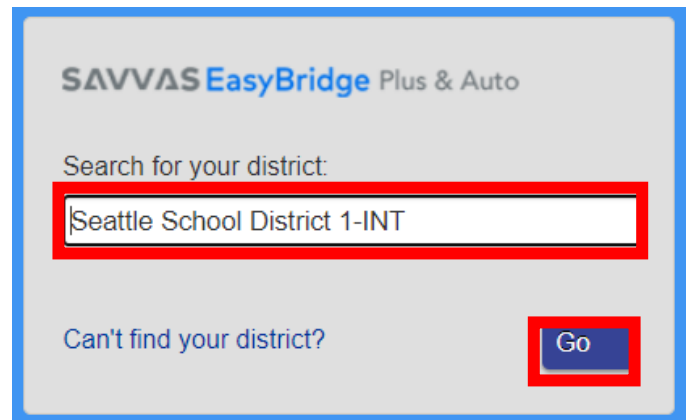 SAVVAS EasyBridge Plus & Auto
Search for your district:
Seattle School District 1-INT
Can't find your district?
Go